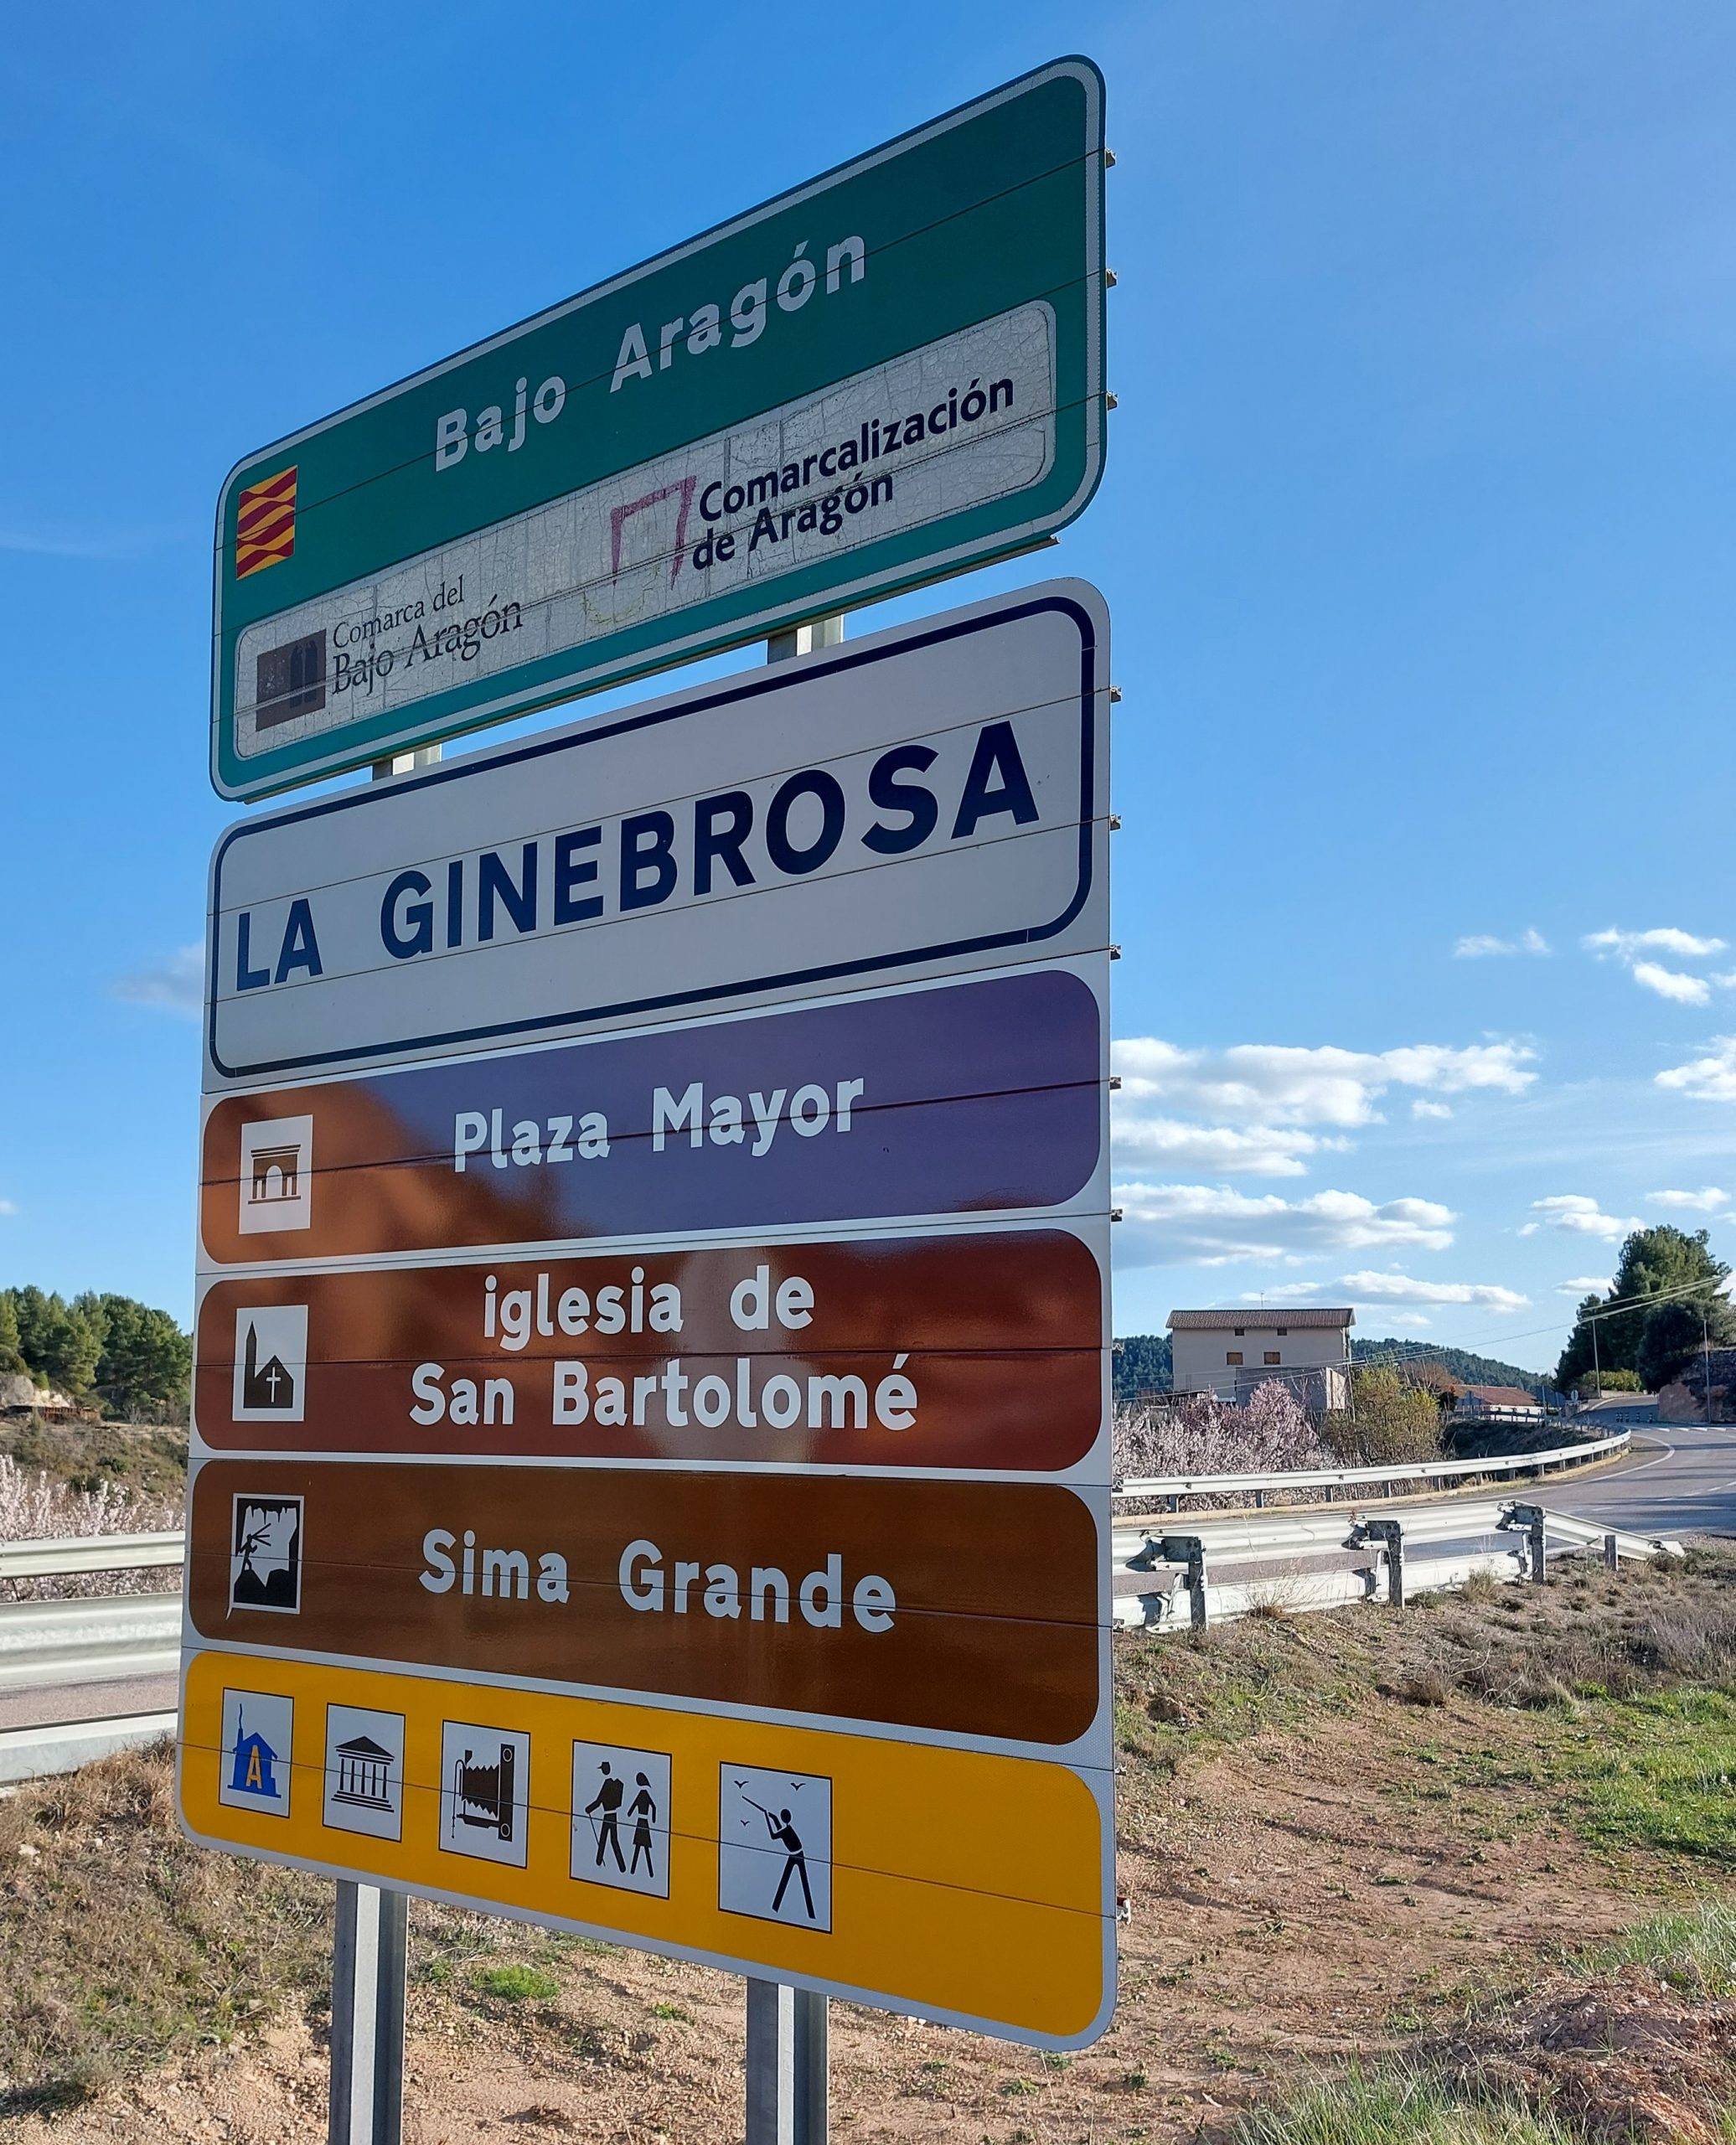 Bajo Aragón
Comarca del
Bajo Aragón
Comarcalización
de Aragón
LA GINEBROSA
Plaza Mayor
iglesia de
San Bartolomé
Sima Grande
A